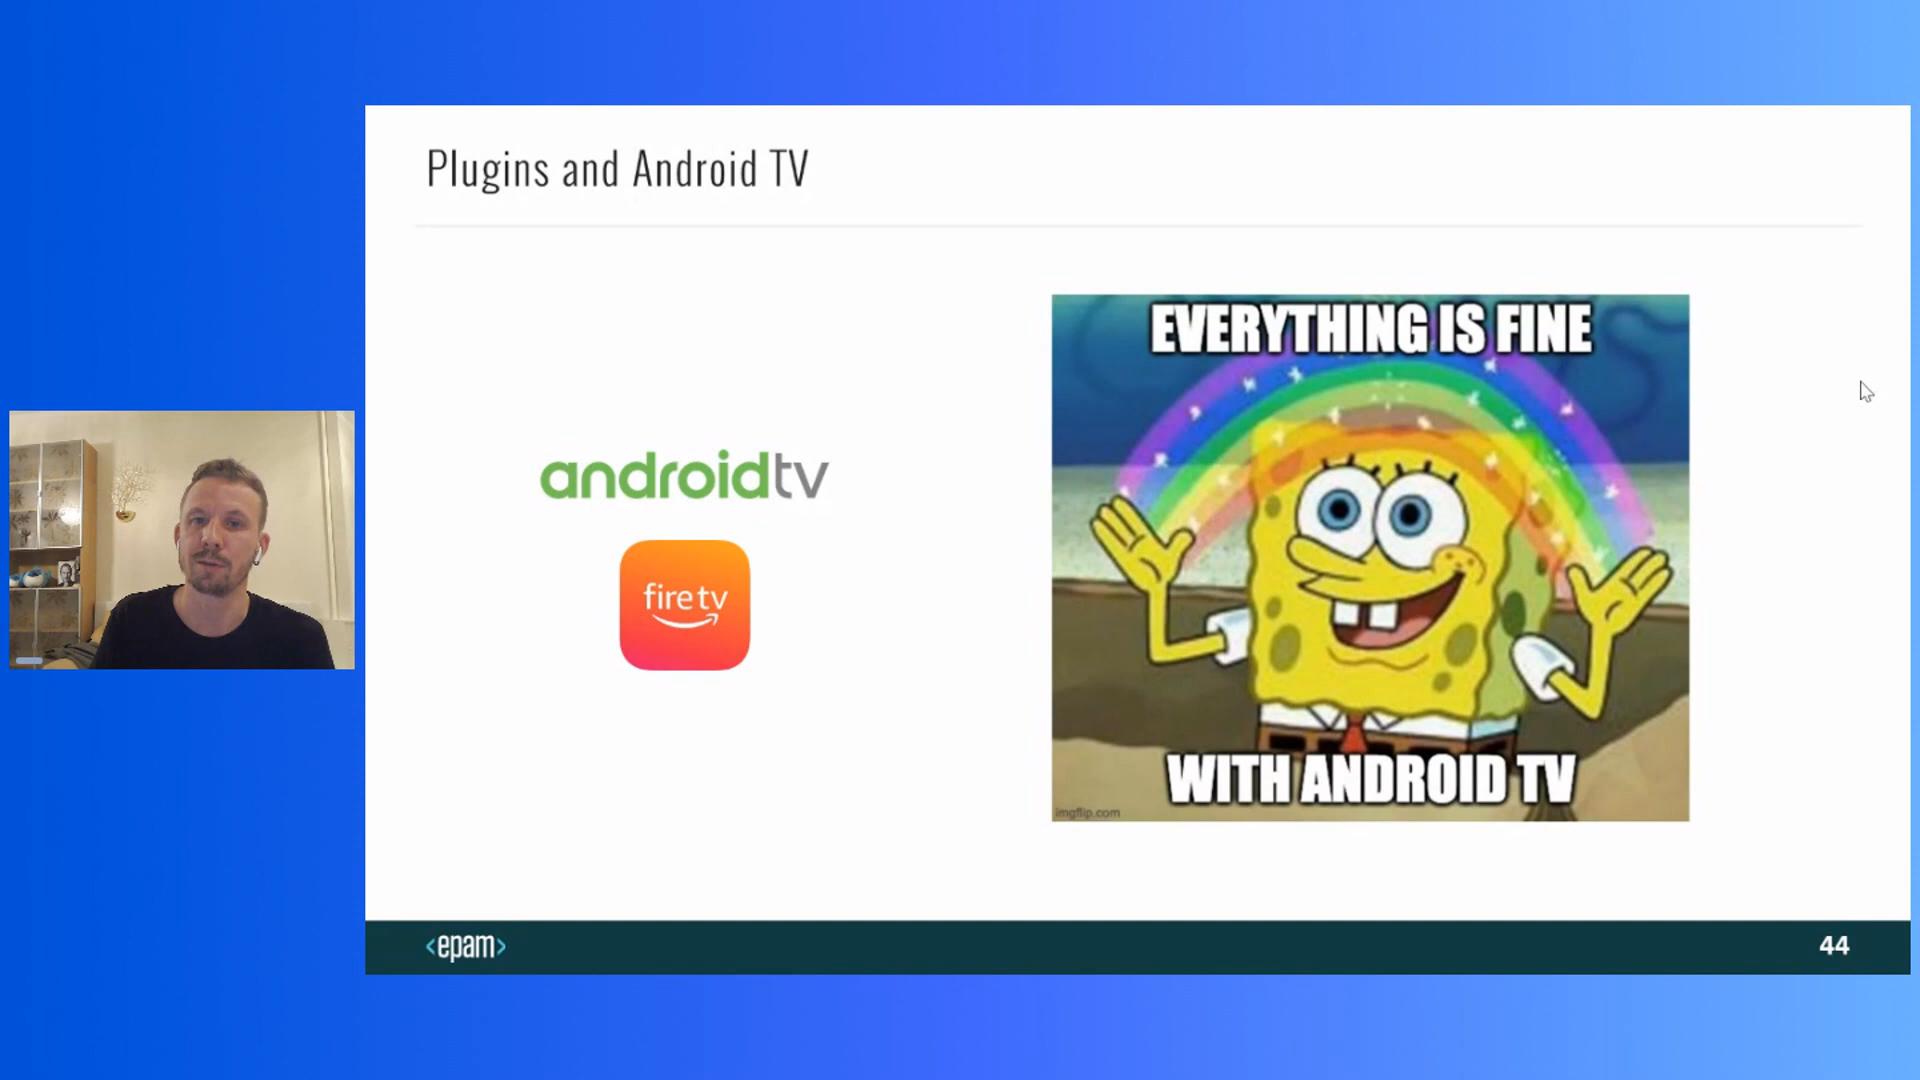 Plugins and Android TV
EVERYTHING IS FINE
androidtv
fire tv
WITH ANDROID TV
imgflip.com
<epam>
44